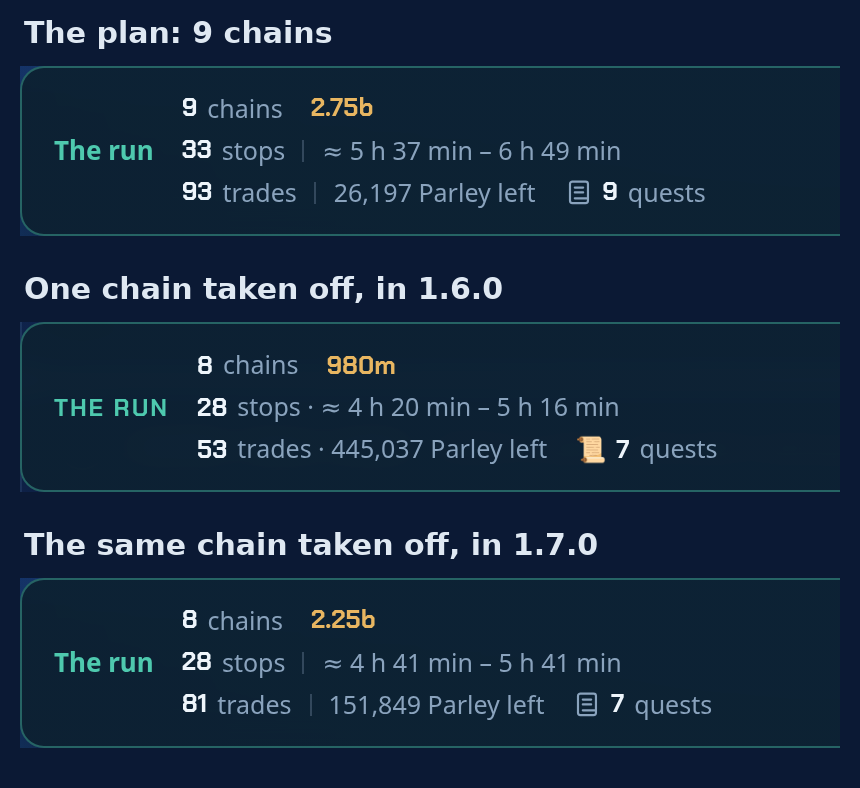 The plan: 9 chains
9 chains 2.75b
The run 33 stops | ≈ 5 h 37 min – 6 h 49 min
93 trades | 26,197 Parley left 9 quests
One chain taken off, in 1.6.0
8 chains 980m
THE RUN 28 stops · ≈ 4 h 20 min – 5 h 16 min
53 trades · 445,037 Parley left 📜 7 quests
The same chain taken off, in 1.7.0
8 chains 2.25b
The run 28 stops | ≈ 4 h 41 min – 5 h 41 min
81 trades | 151,849 Parley left 7 quests